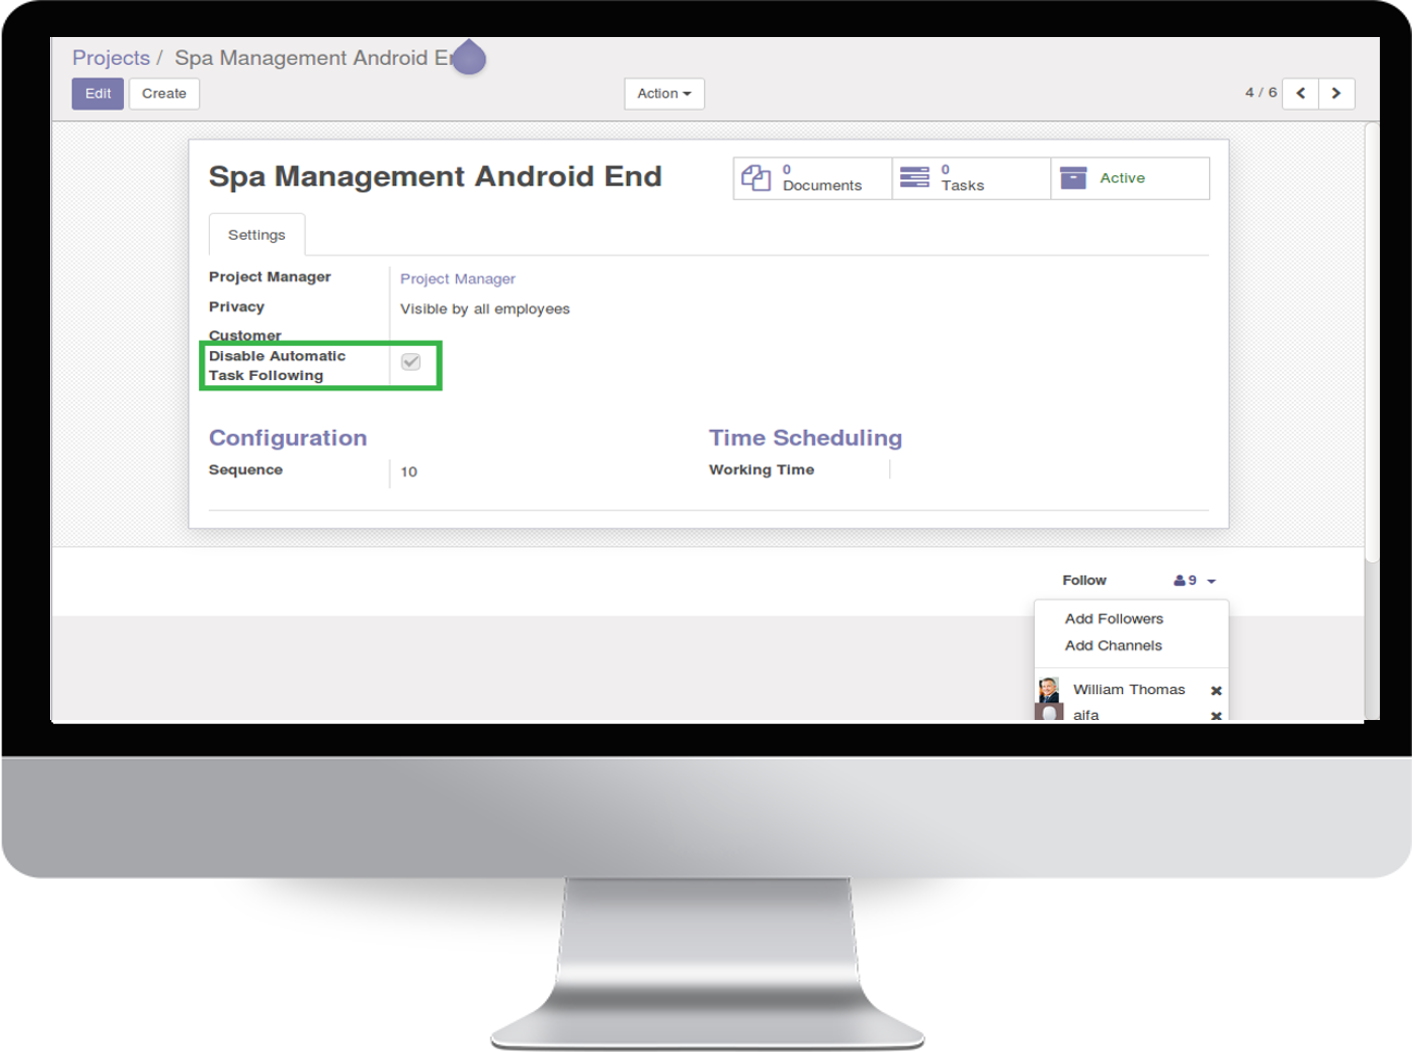 Projects / Spa Management Android E
Edit Create Action 4 / 6
Spa Management Android End
0 Documents
0 Tasks
Active
Settings
Project Manager Project Manager
Privacy Visible by all employees
Customer
Disable Automatic
Task Following
Configuration Time Scheduling
Sequence 10 Working Time
Follow 9
Add Followers
Add Channels
William Thomas
aifa